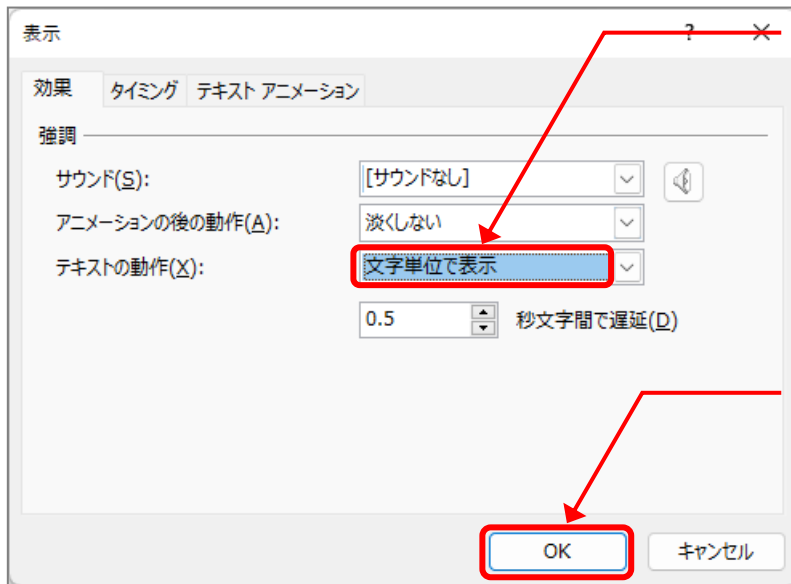 表示 ? ×
効果 タイミング テキスト アニメーション
強調
サウンド(S): [サウンドなし]
アニメーションの後の動作(A): 淡くしない
テキストの動作(X): 文字単位で表示
0.5 秒文字間で遅延(D)
OK キャンセル